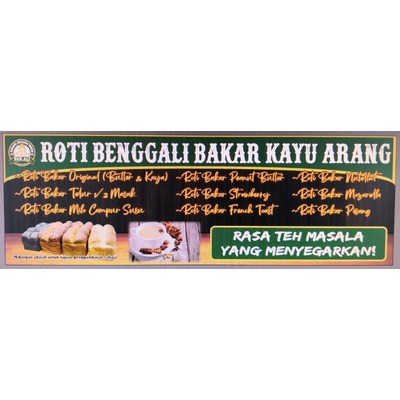 ROTI BENGGALI BAKAR KAYU ARANG
~Roti Bakar Original (Butter & Kaya)
~Roti Bakar Peanut Butter
~Roti Bakar Nutellet
~Roti Bakar Telur 1/2 Masak
~Roti Bakar Strawberry
~Roti Bakar Mozarella
~Roti Bakar Milo Campur Susu
~Roti Bakar French Toast
~Roti Bakar Pisang
RASA TEH MASALA
YANG MENYEGARKAN!